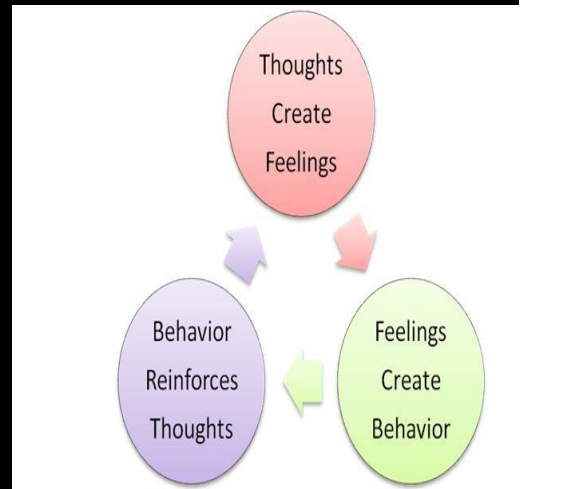 Thoughts
Create
Feelings
Feelings
Create
Behavior
Behavior
Reinforces
Thoughts